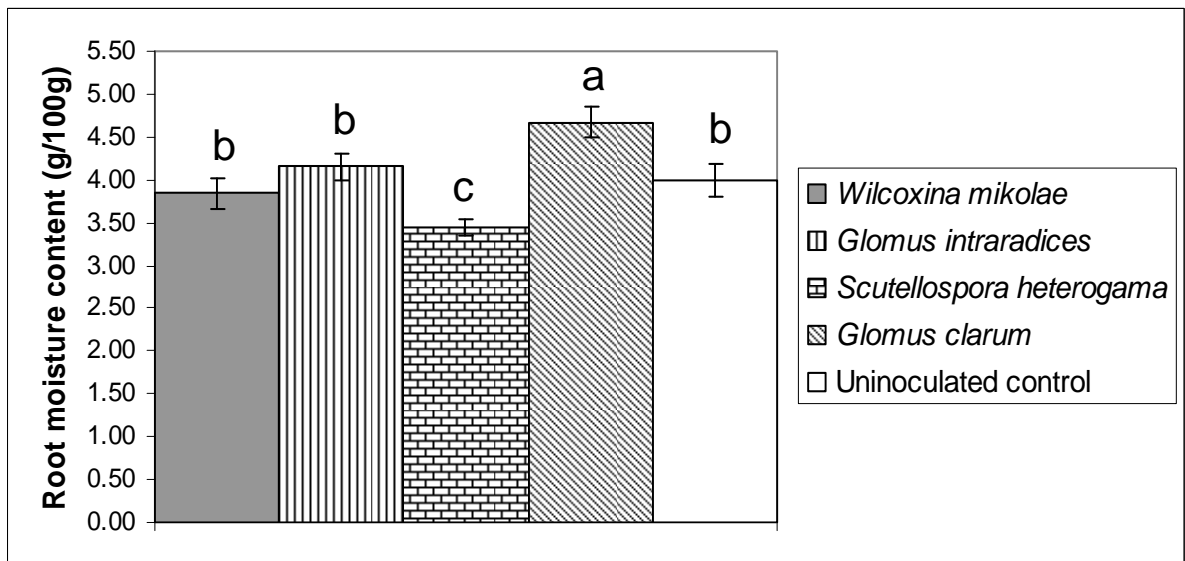 Root moisture content (g/100g)
5.50
5.00
4.50
4.00
3.50
3.00
2.50
2.00
1.50
1.00
0.50
0.00
b
b
c
a
b
Wilcoxina mikolae
Glomus intraradices
Scutellospora heterogama
Glomus clarum
Uninoculated control